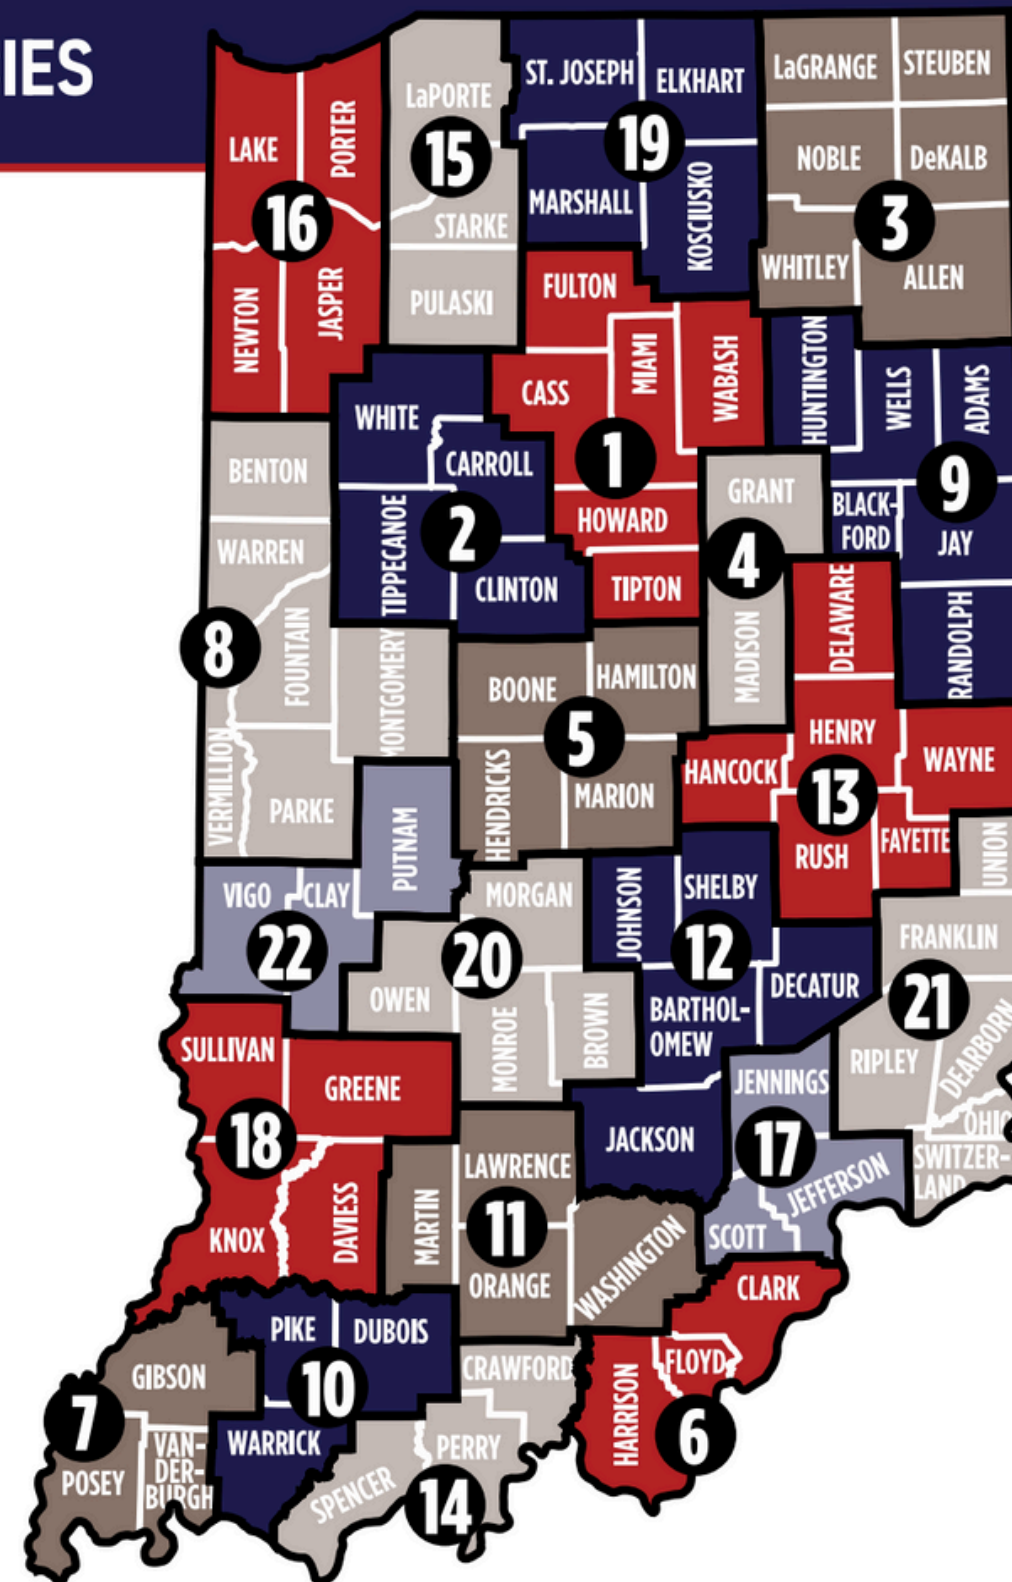 IES
ST. JOSEPH
ELKHART
LaGRANGE
STEUBEN
LaPORTE
LAKE
PORTER
15
19
NOBLE
DeKALB
MARSHALL
KOSCIUSKO
16
STARKE
3
WHITLEY
ALLEN
NEWTON
JASPER
PULASKI
FULTON
MIAMI
WABASH
HUNTINGTON
WELLS
ADAMS
CASS
WHITE
CARROLL
1
BENTON
GRANT
9
HOWARD
BLACK-
FORD
JAY
2
WARREN
TIPPECANOE
CLINTON
TIPTON
4
DELAWARE
RANDOLPH
8
FOUNTAIN
MONTGOMERY
MADISON
BOONE
HAMILTON
5
HENRY
WAYNE
HANCOCK
VERMILLION
PARKE
HENDRICKS
MARION
13
PUTNAM
RUSH
FAYETTE
UNION
VIGO
CLAY
MORGAN
JOHNSON
SHELBY
22
20
12
FRANKLIN
OWEN
MONROE
BROWN
BARTHOL-
OMEW
DECATUR
21
SULLIVAN
GREENE
JENNINGS
RIPLEY
DEARBORN
OHIO
18
JACKSON
17
SWITZER-
LAND
LAWRENCE
JEFFERSON
KNOX
DAVIESS
MARTIN
11
SCOTT
ORANGE
WASHINGTON
CLARK
PIKE
DUBOIS
GIBSON
10
CRAWFORD
FLOYD
HARRISON
7
WARRICK
PERRY
6
POSEY
VAN-
DER-
BURGH
SPENCER
14